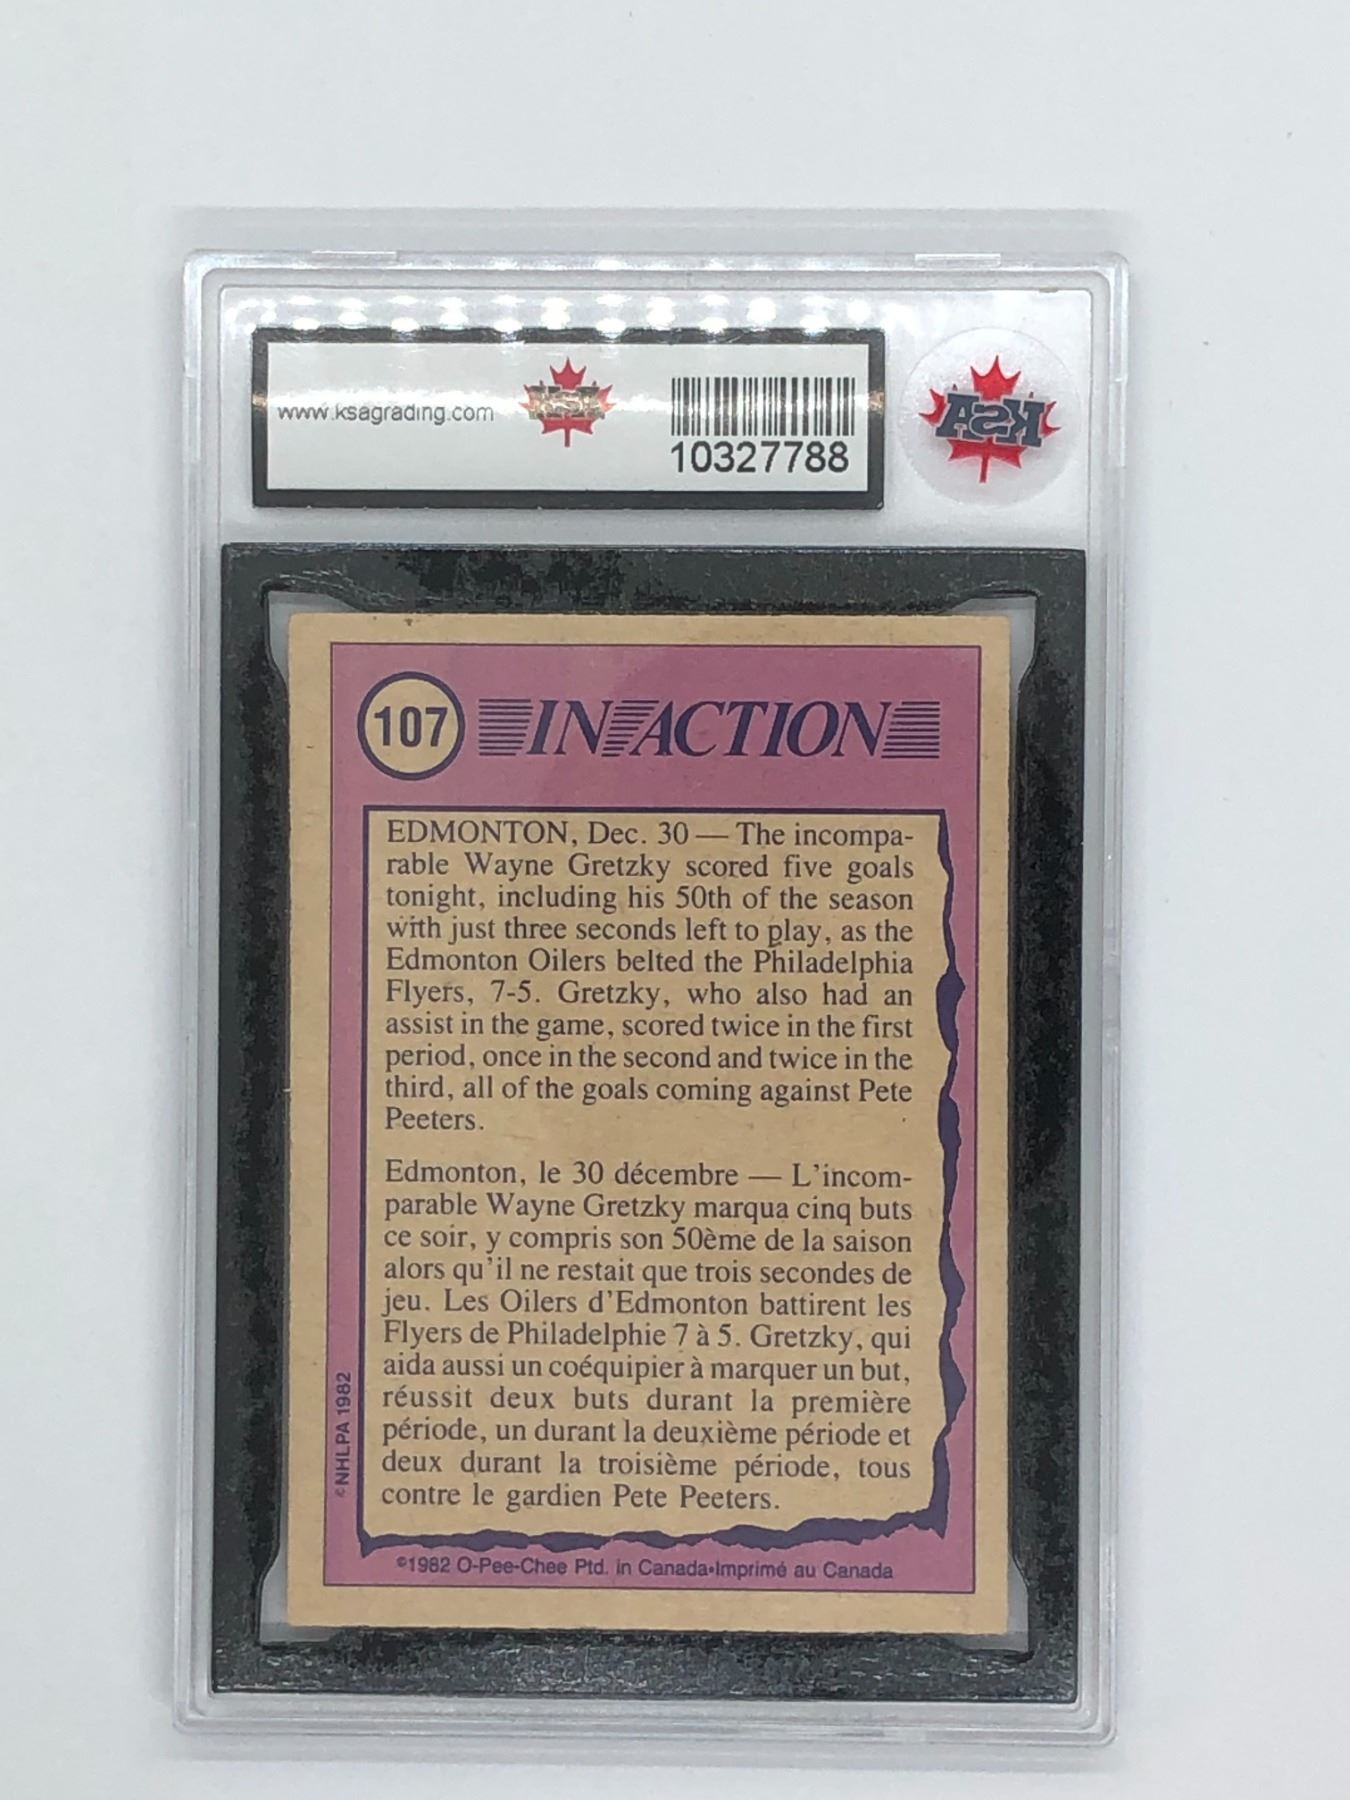 www.ksagrading.com
KSA
10327788
KSA
107 IN ACTION
EDMONTON, Dec. 30 — The incompa-
rable Wayne Gretzky scored five goals
tonight, including his 50th of the season
with just three seconds left to play, as the
Edmonton Oilers belted the Philadelphia
Flyers, 7-5. Gretzky, who also had an
assist in the game, scored twice in the first
period, once in the second and twice in the
third, all of the goals coming against Pete
Peeters.
Edmonton, le 30 décembre — L'incom-
parable Wayne Gretzky marqua cinq buts
ce soir, y compris son 50ème de la saison
alors qu'il ne restait que trois secondes de
jeu. Les Oilers d'Edmonton battirent les
Flyers de Philadelphie 7 à 5. Gretzky, qui
aida aussi un coéquipier à marquer un but,
réussit deux buts durant la première
période, un durant la deuxième période et
deux durant la troisième période, tous
contre le gardien Pete Peeters.
©NHLPA 1982
©1982 O-Pee-Chee Ptd. in Canada•Imprimé au Canada